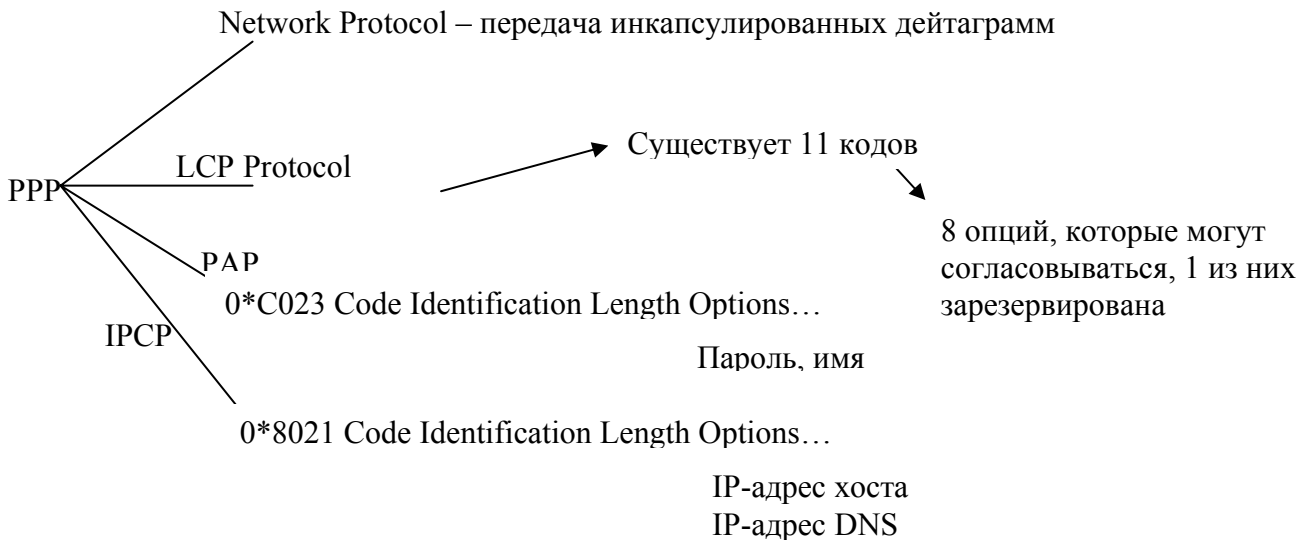 Network Protocol – передача инкапсулированных дейтаграмм
Существует 11 кодов
LCP Protocol
PPP
8 опций, которые могут
согласовываться, 1 из них
зарезервирована
PAP
0*C023 Code Identification Length Options…
IPCP
Пароль, имя
0*8021 Code Identification Length Options…
IP-адрес хоста
IP-адрес DNS